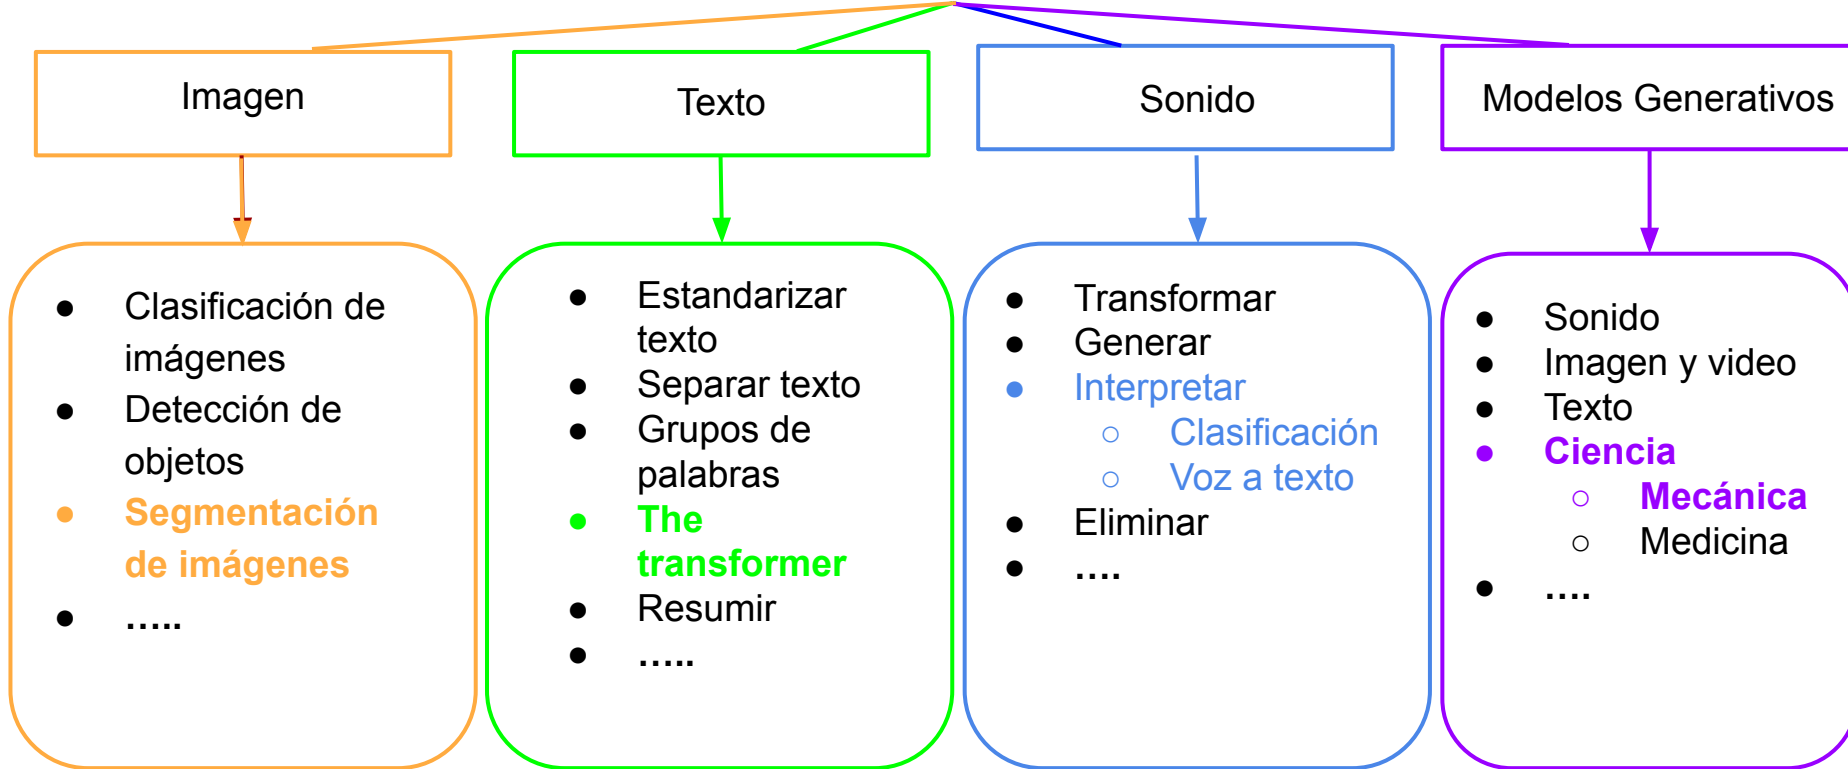 Imagen
Clasificación de
imágenes
Detección de
objetos
Segmentación
de imágenes
…..
Texto
Estandarizar
texto
Separar texto
Grupos de
palabras
The
transformer
Resumir
…..
Sonido
Transformar
Generar
Interpretar
Clasificación
Voz a texto
Eliminar
….
Modelos Generativos
Sonido
Imagen y video
Texto
Ciencia
Mecánica
Medicina
….